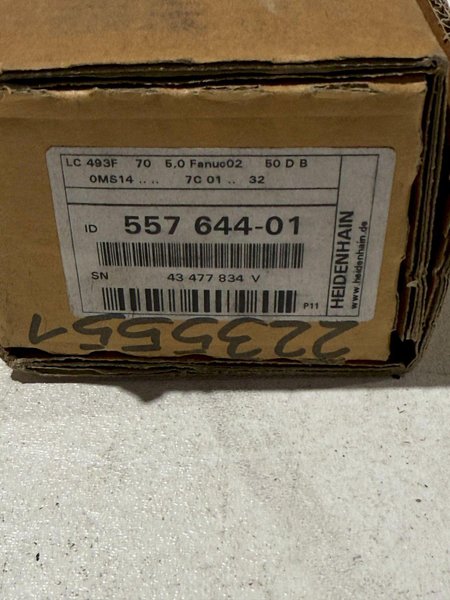 LC 493F 70 5,0 Fanuc02 50 D B
0MS14 .. .. 7C 01 .. 32
ID 557 644-01
SN 43 477 834 V
P11
HEIDENHAIN
www.heidenhain.de
2235551